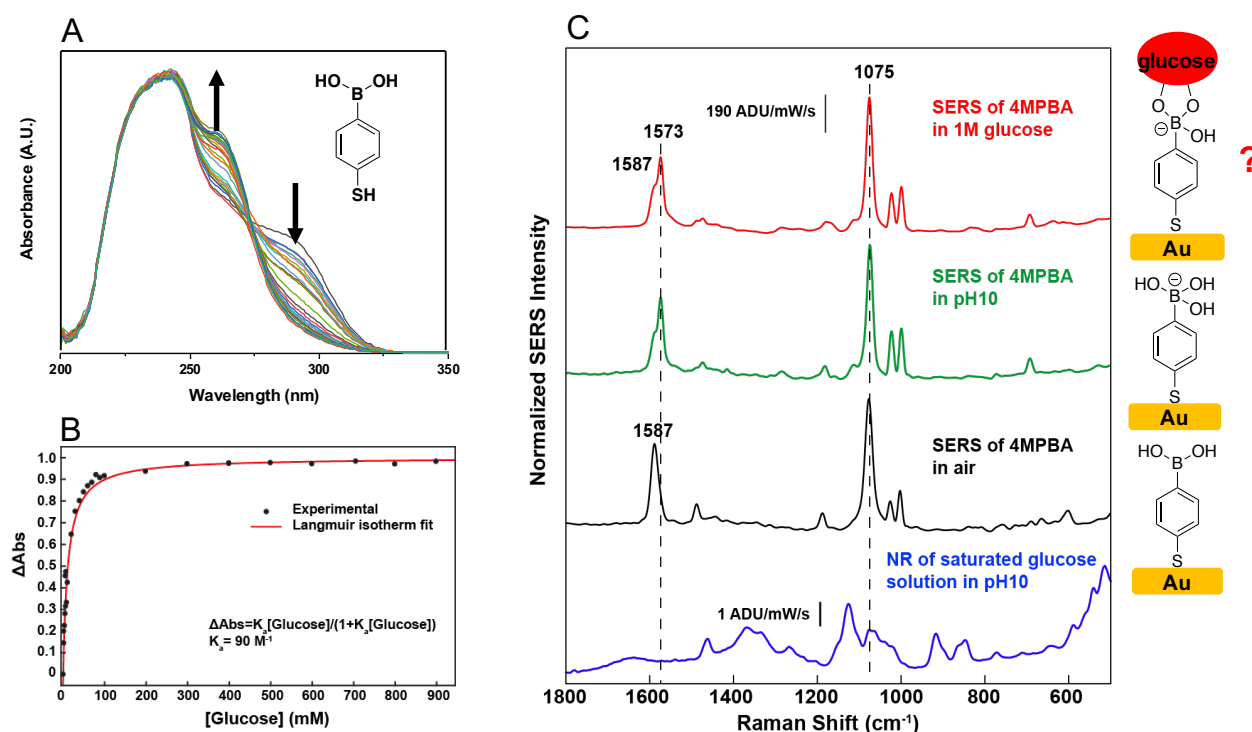 A
HO
OH
B
SH
Absorbance (A.U.)
200
250
300
350
Wavelength (nm)
B
1.0
0.9
0.8
0.7
0.6
0.5
0.4
0.3
0.2
0.1
0
ΔAbs
Experimental
Langmuir isotherm fit
ΔAbs=Ka[Glucose]/(1+Ka[Glucose])
Ka= 90 M-1
0
100
200
300
400
500
600
700
800
900
[Glucose] (mM)
C
1075
190 ADU/mW/s
SERS of 4MPBA
in 1M glucose
1573
1587
SERS of 4MPBA
in pH10
1587
SERS of 4MPBA
in air
NR of saturated glucose
solution in pH10
1 ADU/mW/s
Normalized SERS Intensity
1800
1600
1400
1200
1000
800
600
Raman Shift (cm-1)
glucose
O
O
B
OH
?
S
Au
HO
OH
B
OH
S
Au
HO
OH
B
S
Au